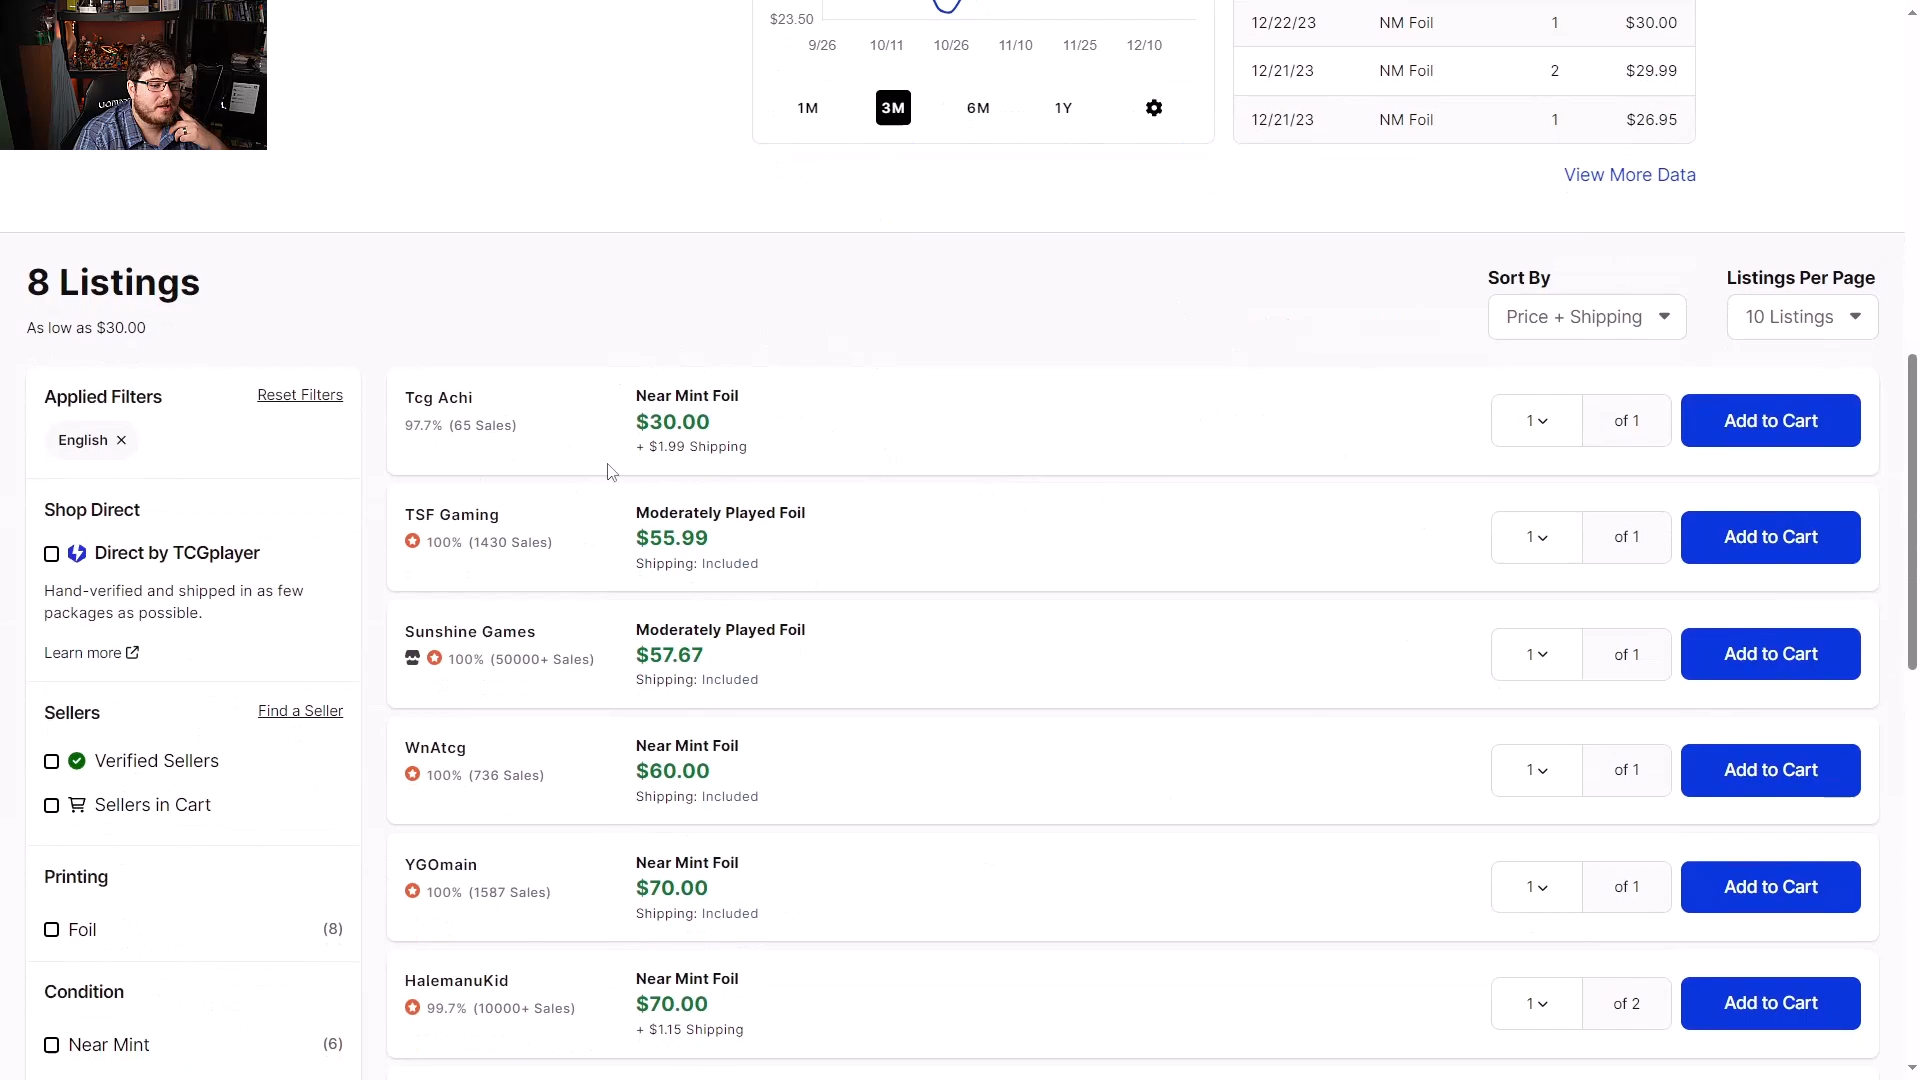 $23.50
9/26 10/11 10/26 11/10 11/25 12/10
1M 3M 6M 1Y
12/22/23 NM Foil 1 $30.00
12/21/23 NM Foil 2 $29.99
12/21/23 NM Foil 1 $26.95
View More Data
8 Listings
As low as $30.00
Sort By
Price + Shipping
Listings Per Page
10 Listings
Applied Filters Reset Filters
English
Shop Direct
Direct by TCGplayer
Hand-verified and shipped in as few
packages as possible.
Learn more
Sellers Find a Seller
Verified Sellers
Sellers in Cart
Printing
Foil (8)
Condition
Near Mint (6)
Tcg Achi
97.7% (65 Sales)
Near Mint Foil
$30.00
+ $1.99 Shipping
1 of 1 Add to Cart
TSF Gaming
100% (1430 Sales)
Moderately Played Foil
$55.99
Shipping: Included
1 of 1 Add to Cart
Sunshine Games
100% (50000+ Sales)
Moderately Played Foil
$57.67
Shipping: Included
1 of 1 Add to Cart
WnAtcg
100% (736 Sales)
Near Mint Foil
$60.00
Shipping: Included
1 of 1 Add to Cart
YGOmain
100% (1587 Sales)
Near Mint Foil
$70.00
Shipping: Included
1 of 1 Add to Cart
HalemanuKid
99.7% (10000+ Sales)
Near Mint Foil
$70.00
+ $1.15 Shipping
1 of 2 Add to Cart